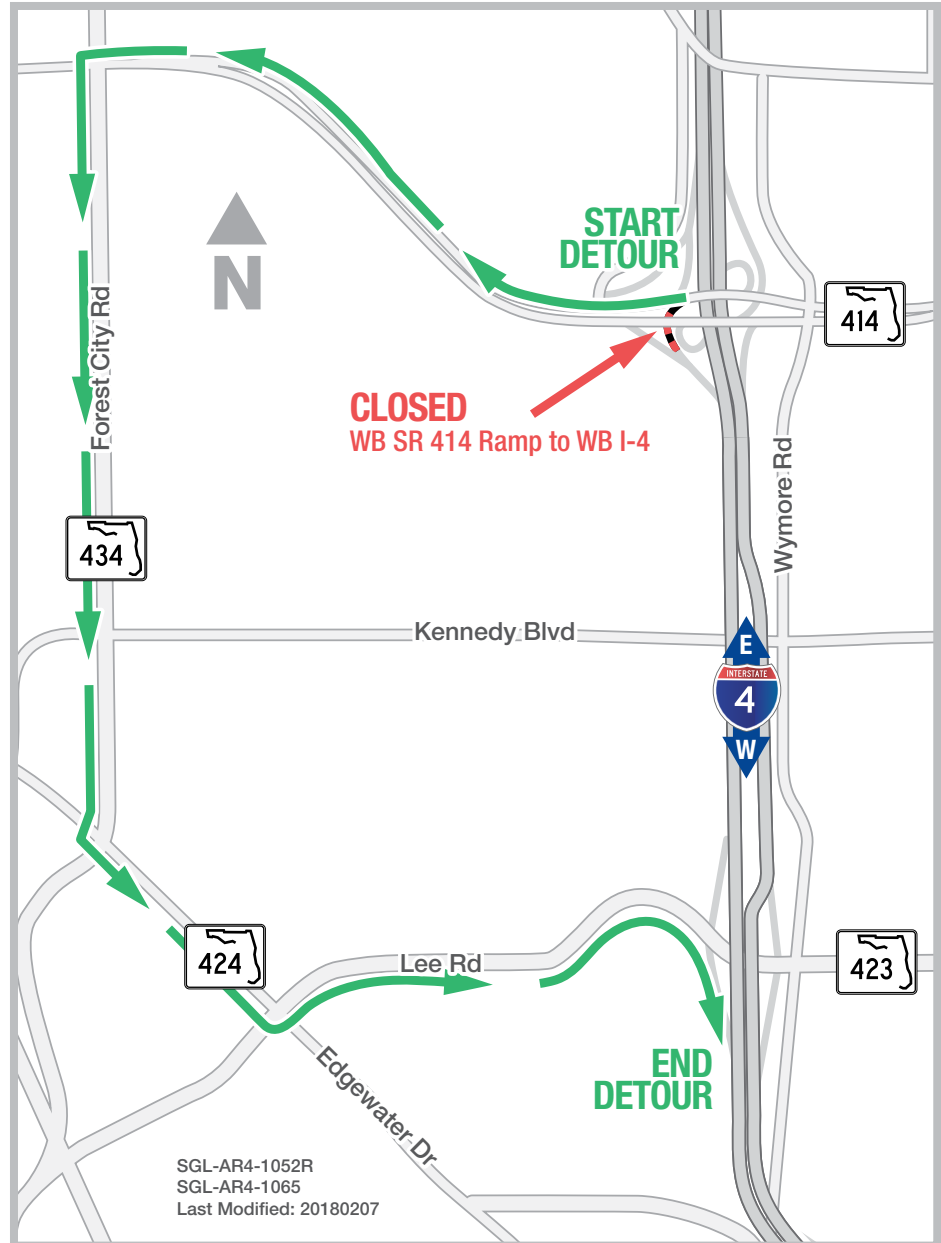 START
DETOUR
N
414
Forest City Rd
CLOSED
WB SR 414 Ramp to WB I-4
Wymore Rd
434
Kennedy Blvd
E
INTERSTATE
4
W
424
Lee Rd
423
END
DETOUR
Edgewater Dr
SGL-AR4-1052R
SGL-AR4-1065
Last Modified: 20180207